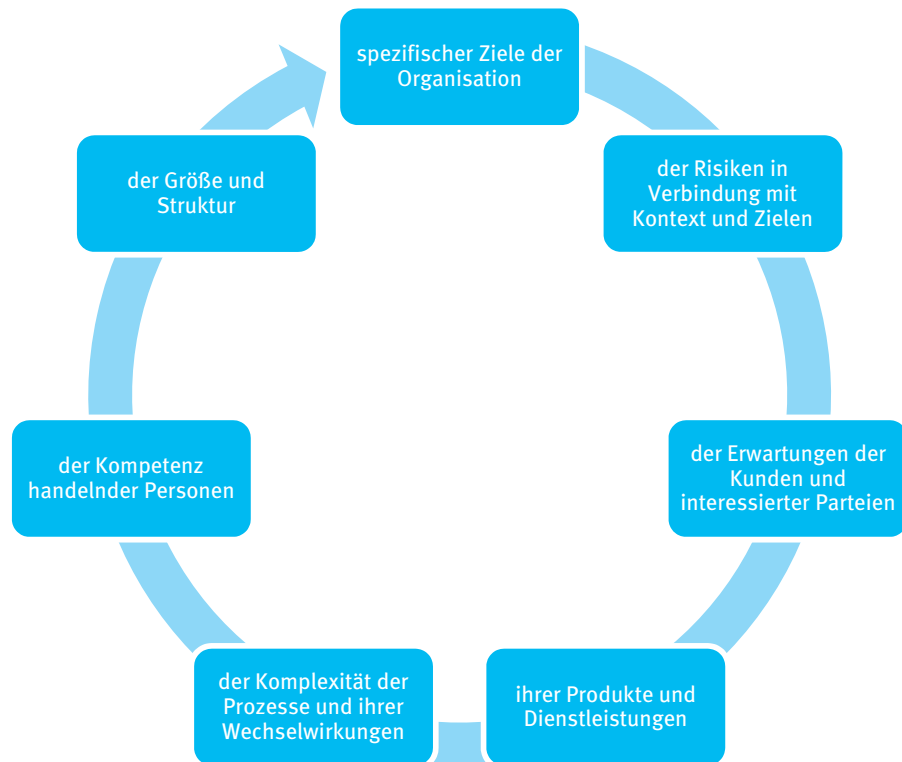 spezifischer Ziele der
Organisation
der Risiken in
Verbindung mit
Kontext und Zielen
der Erwartungen der
Kunden und
interessierter Parteien
ihrer Produkte und
Dienstleistungen
der Komplexität der
Prozesse und ihrer
Wechselwirkungen
der Kompetenz
handelnder Personen
der Größe und
Struktur